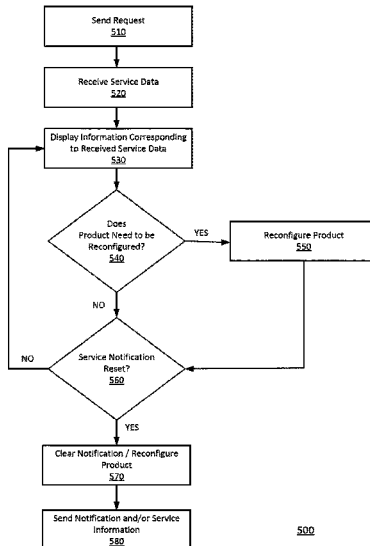 Send Request
510
Receive Service Data
520
Display Information Corresponding
to Received Service Data
530
Does
Product Need to be
Reconfigured?
540
YES
Reconfigure Product
550
NO
NO
Service Notification
Reset?
560
YES
Clear Notification / Reconfigure
Product
570
Send Notification and/or Service
Information
580
500